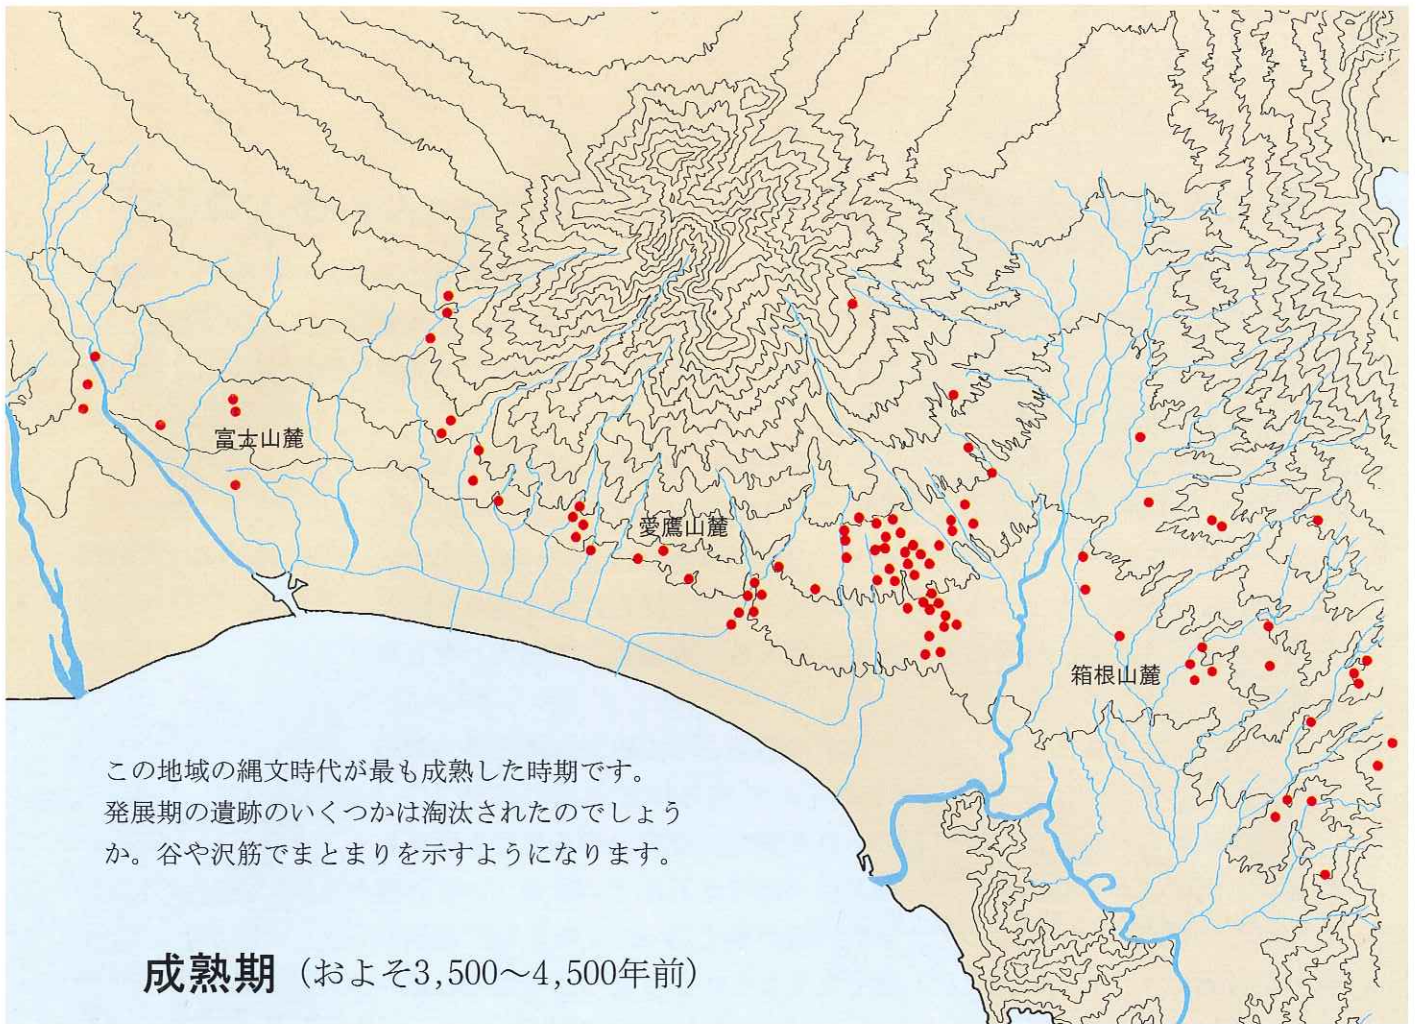 富士山麓
愛鷹山麓
箱根山麓
この地域の縄文時代が最も成熟した時期です。
発展期の遺跡のいくつかは淘汰されたのでしょう
か。谷や沢筋でまとまりを示すようになります。
成熟期（およそ3,500〜4,500年前）